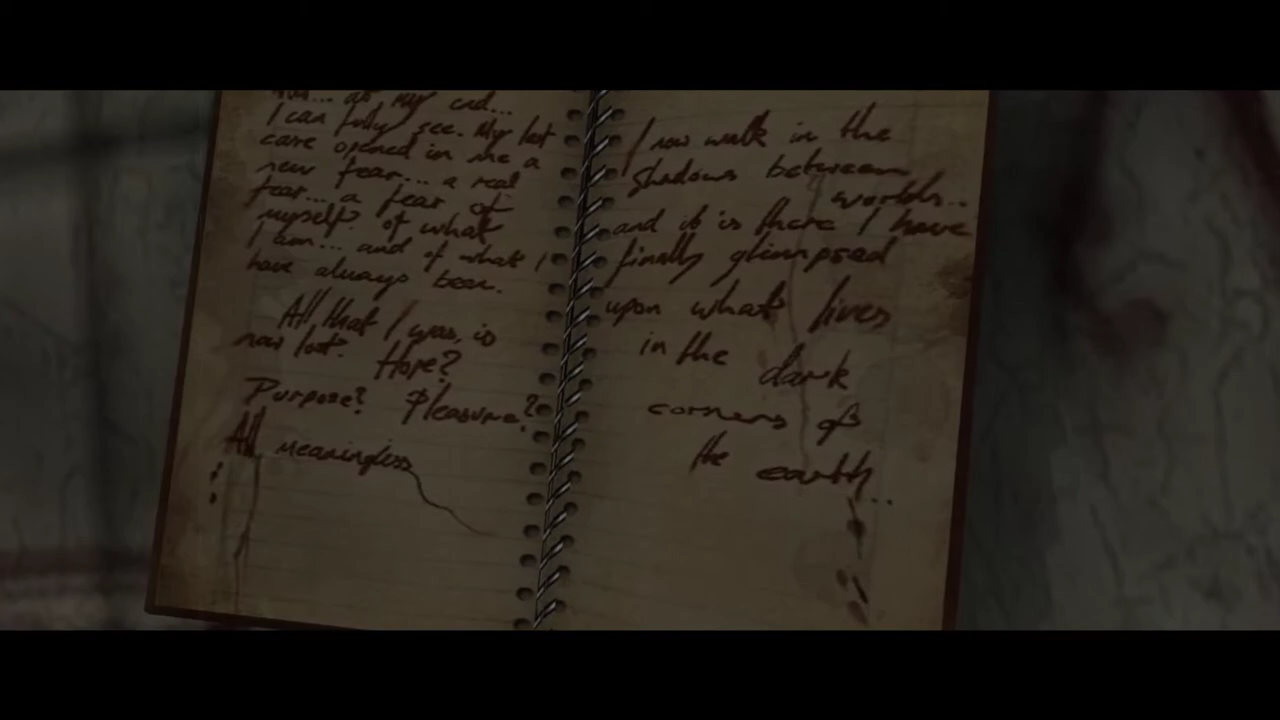 ... at my end...
I can fully see. My last
case opened in me a
new fear... a real
fear... a fear of
myself? of what
I am... and of what I
have always been.
All that I was, is
now lost.
Hope?
Purpose? Pleasure?
All meaningless
I now walk in the
shadows between
worlds..
and it is there I have
finally glimpsed
upon what lives
in the dark
corners of
the earth...